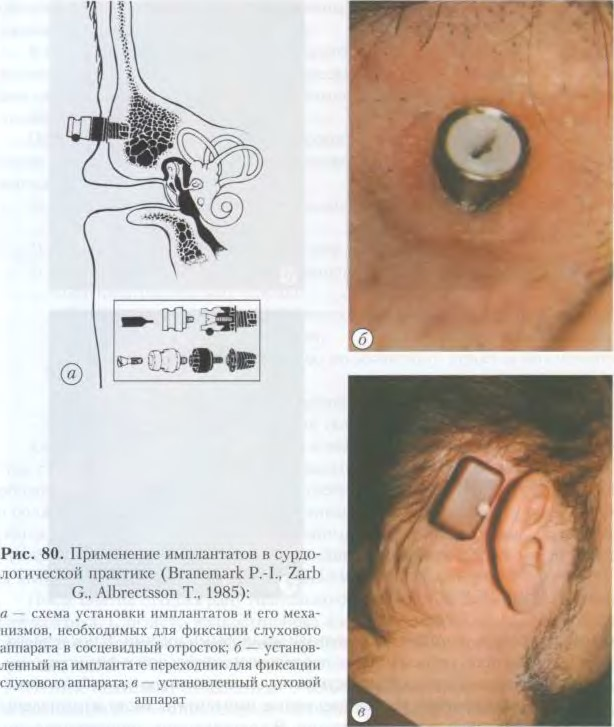 а
б
в
Рис. 80. Применение имплантатов в сурдо-
логической практике (Branemark P.-I., Zarb
G., Albrectsson T., 1985):
а — схема установки имплантатов и его меха-
низмов, необходимых для фиксации слухового
аппарата в сосцевидный отросток; б — установ-
ленный на имплантате переходник для фиксации
слухового аппарата; в — установленный слуховой
аппарат